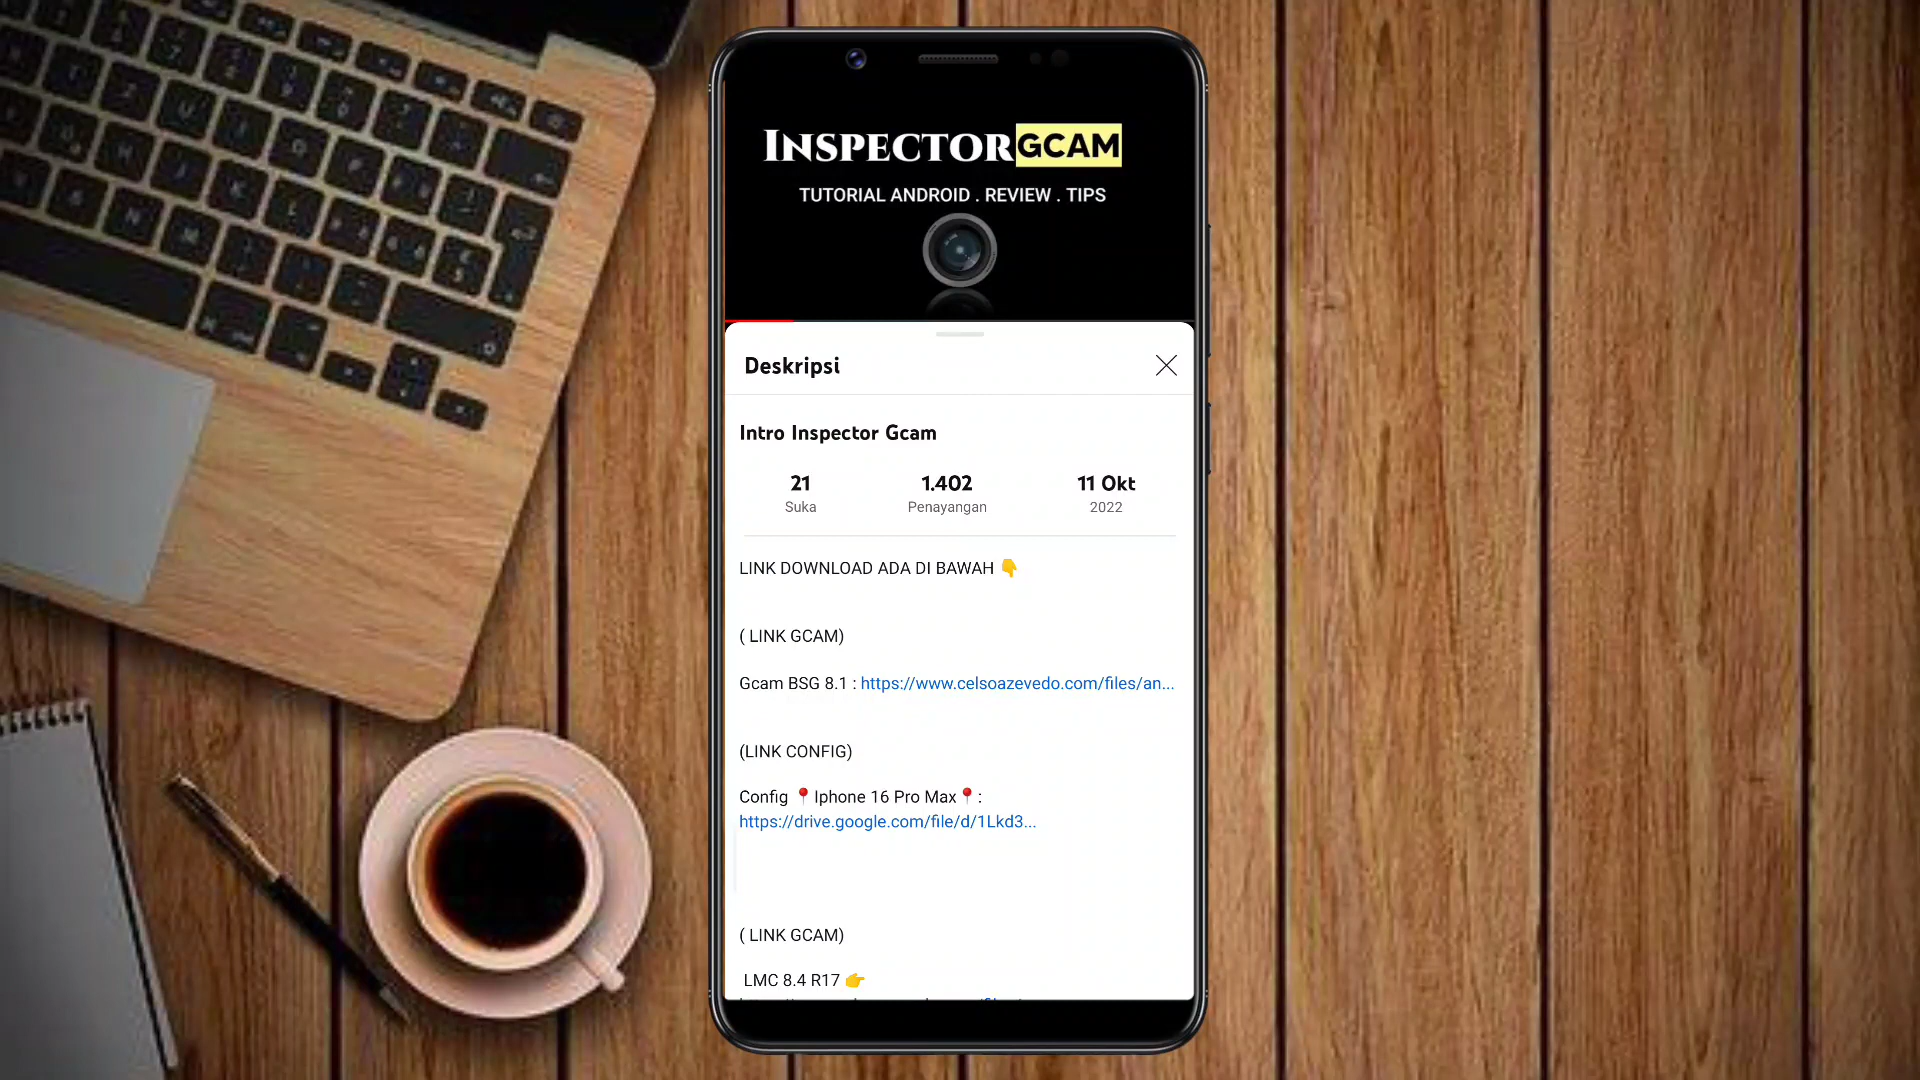 INSPECTORGCAM
TUTORIAL ANDROID . REVIEW . TIPS
Deskripsi
Intro Inspector Gcam
21 1.402 11 Okt
Suka Penayangan 2022
LINK DOWNLOAD ADA DI BAWAH 👇
( LINK GCAM)
Gcam BSG 8.1 : https://www.celsoazevedo.com/files/an...
(LINK CONFIG)
Config 📍Iphone 16 Pro Max📍:
https://drive.google.com/file/d/1Lkd3...
( LINK GCAM)
LMC 8.4 R17 👉